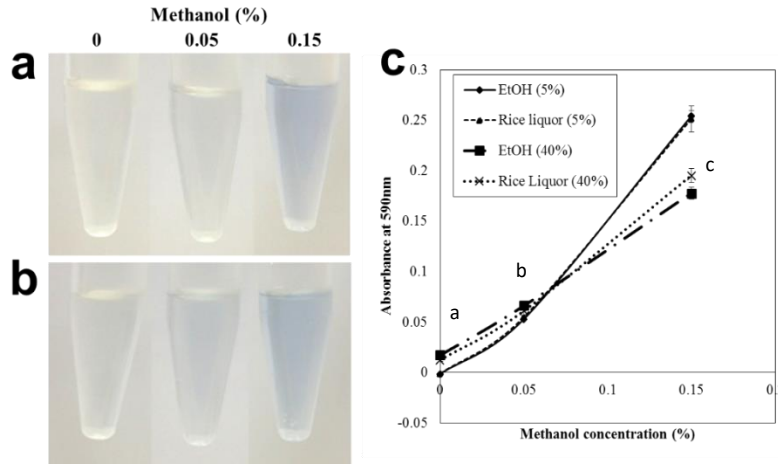 Methanol (%)
0 0.05 0.15
a
b
c
0.3
0.25
0.2
0.15
0.1
0.05
0
-0.05
Absorbance at 590nm
EtOH (5%)
Rice liquor (5%)
EtOH (40%)
Rice Liquor (40%)
a
b
c
0 0.05 0.1 0.15 0.
Methanol concentration (%)